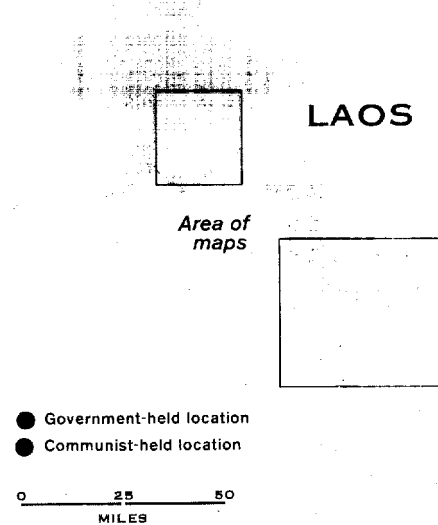 LAOS
Area of
maps
Government-held location
Communist-held location
0 25 50
MILES